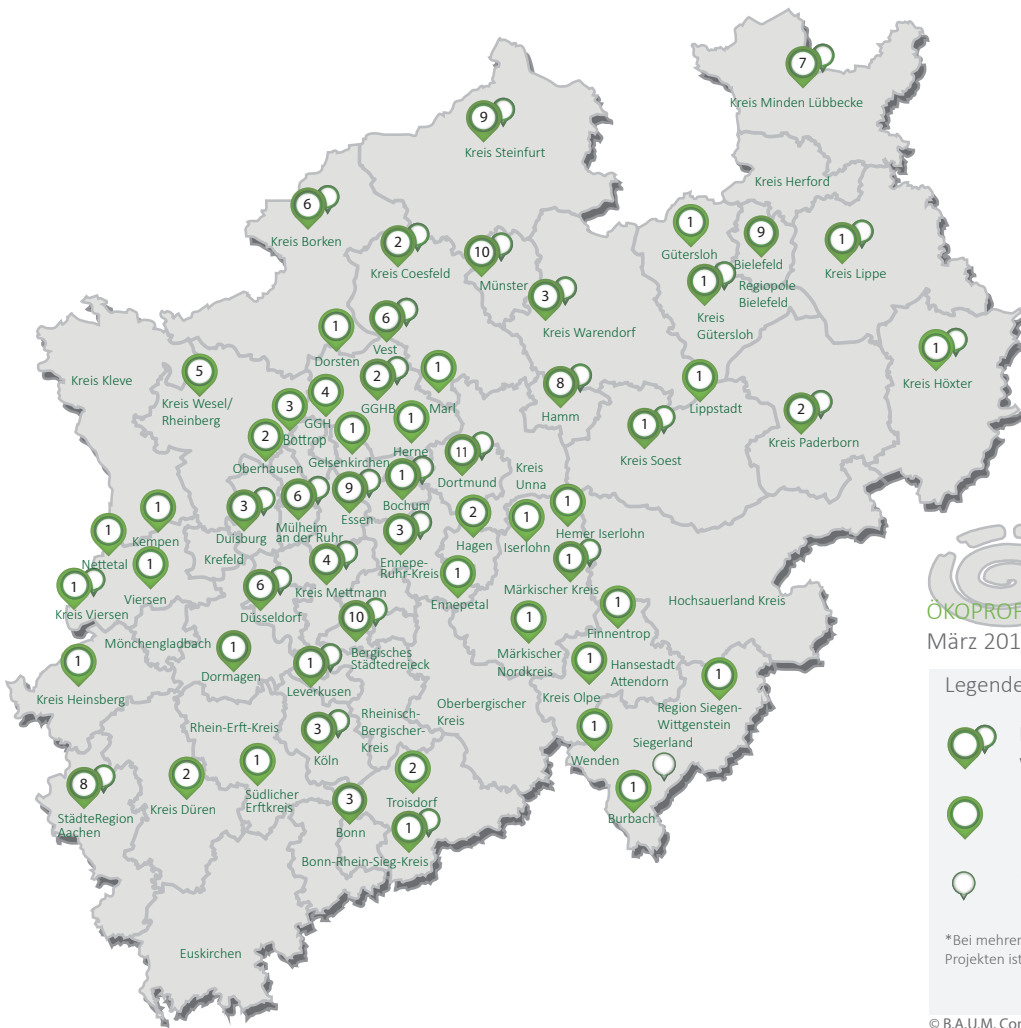 7
Kreis Minden Lübbecke
9
Kreis Steinfurt
Kreis Herford
6
Kreis Borken
2
Kreis Coesfeld
10
Münster
1
Gütersloh
9
Bielefeld
Regiopole
Bielefeld
1
Kreis Lippe
1
Kreis
Gütersloh
3
Kreis Warendorf
6
Vest
1
Dorsten
1
Kreis Höxter
Kreis Kleve
5
Kreis Wesel/
Rheinberg
3
Bottrop
4
GGH
2
GGHB
1
Marl
8
Hamm
1
Lippstadt
2
Kreis Paderborn
1
Kreis Soest
2
Oberhausen
1
Gelsenkirchen
1
Herne
11
Dortmund
Kreis
Unna
3
Duisburg
6
Mülheim
an der Ruhr
9
Essen
1
Bochum
2
Hagen
1
Iserlohn
1
Hemer Iserlohn
1
Kempen
1
Nettetal
1
Viersen
1
Kreis Viersen
Krefeld
3
Ennepe-
Ruhr-Kreis
1
Ennepetal
1
Märkischer Kreis
4
Kreis Mettmann
6
Düsseldorf
10
Bergisches
Städtedreieck
1
Märkischer
Nordkreis
1
Finnentrop
Hochsauerland Kreis
Mönchengladbach
1
Kreis Heinsberg
1
Dormagen
1
Leverkusen
1
Hansestadt
Attendorn
Kreis Olpe
1
Region Siegen-
Wittgenstein
Siegerland
Rhein-Erft-Kreis
3
Köln
Rheinisch-
Bergischer-
Kreis
Oberbergischer
Kreis
1
Wenden
1
Burbach
8
StädteRegion
Aachen
2
Kreis Düren
1
Südlicher
Erftkreis
3
Bonn
2
Troisdorf
1
Bonn-Rhein-Sieg-Kreis
Euskirchen
ÖKOPROF
März 201
Legende
*Bei mehrer
Projekten ist
© B.A.U.M. Con